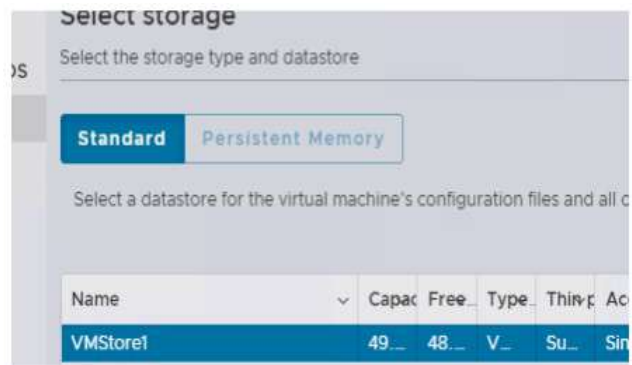 Select storage
Select the storage type and datastore
Standard Persistent Memory
Select a datastore for the virtual machine's configuration files and all
Name Capac Free... Type... Thin p Ac
VMStore1 49.... 48.... V... Su... Sin